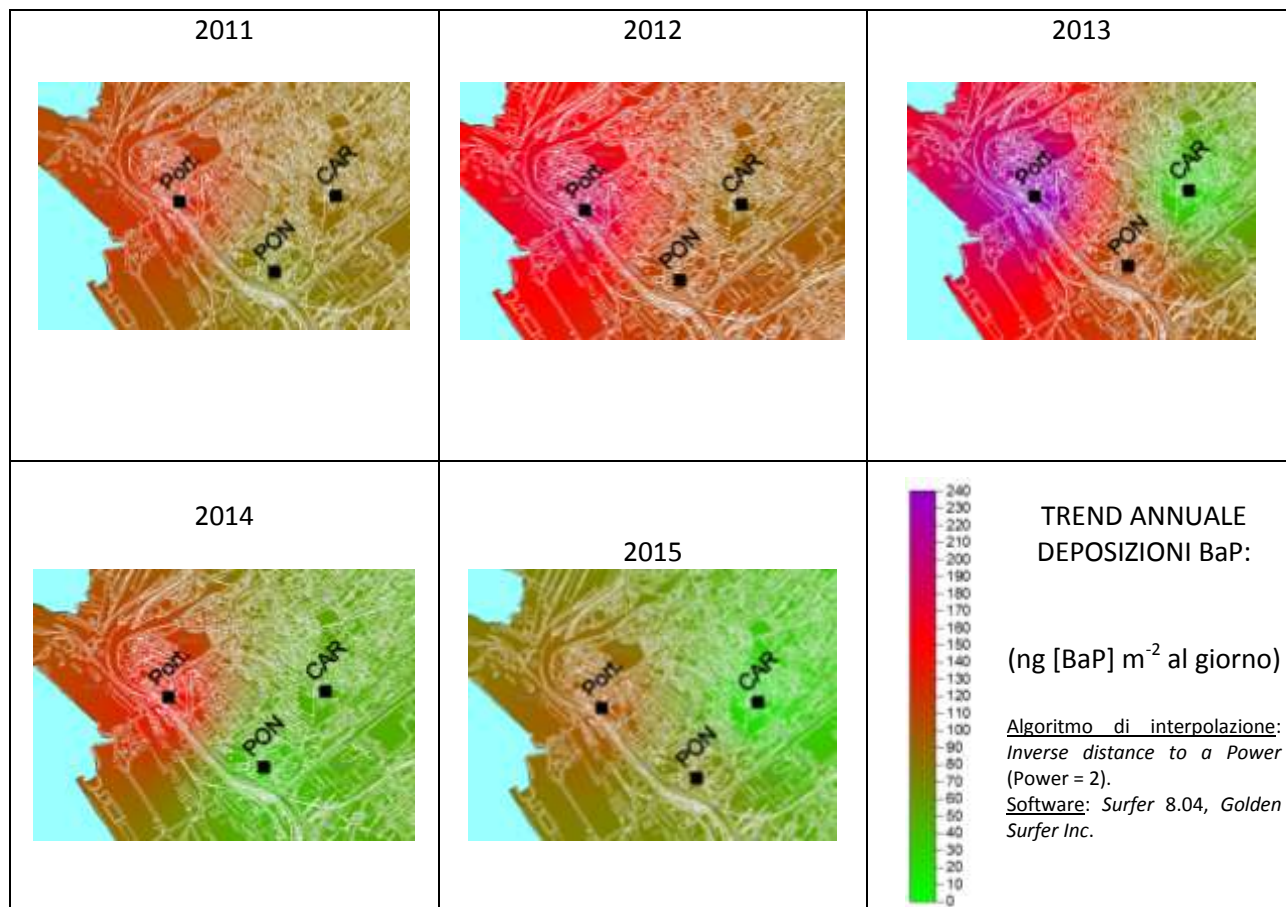 2011
2012
2013
Port.
CAR
PON
Port.
CAR
PON
Port.
CAR
PON
2014
2015
Port.
CAR
PON
Port.
CAR
PON
240
230
220
210
200
190
180
170
160
150
140
130
120
110
100
90
80
70
60
50
40
30
20
10
0
TREND ANNUALE
DEPOSIZIONI BaP:
(ng [BaP] m-2 al giorno)
Algoritmo di interpolazione:
Inverse distance to a Power
(Power = 2).
Software: Surfer 8.04, Golden
Surfer Inc.